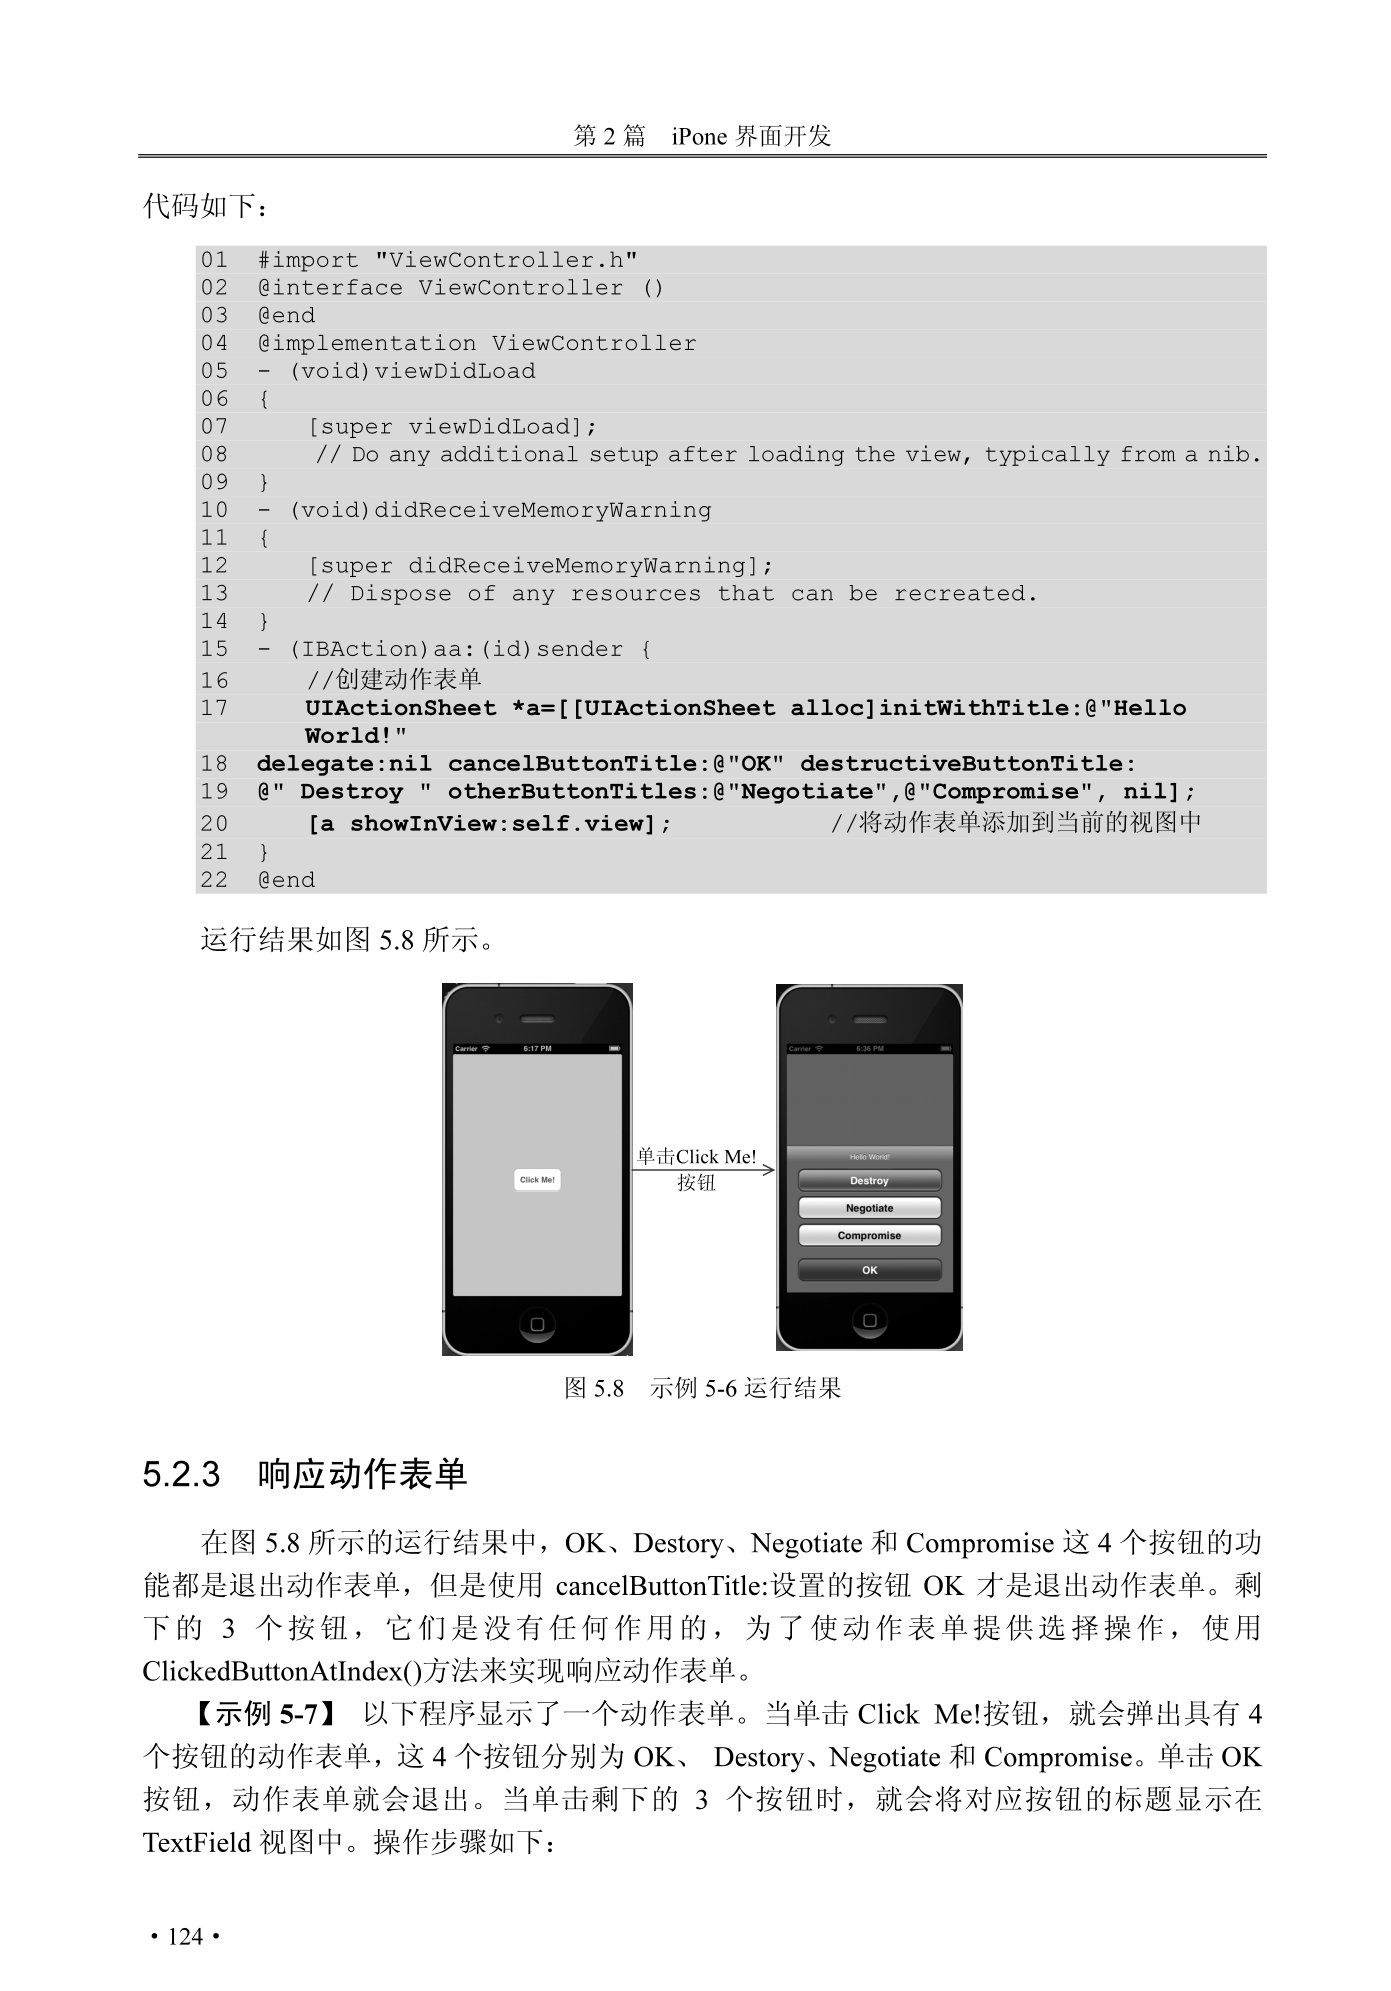 第 2 篇　iPone 界面开发
代码如下：
01 #import "ViewController.h"
02 @interface ViewController ()
03 @end
04 @implementation ViewController
05 - (void)viewDidLoad
06 {
07 [super viewDidLoad];
08 // Do any additional setup after loading the view, typically from a nib.
09 }
10 - (void)didReceiveMemoryWarning
11 {
12 [super didReceiveMemoryWarning];
13 // Dispose of any resources that can be recreated.
14 }
15 - (IBAction)aa:(id)sender {
16 //创建动作表单
17 UIActionSheet *a=[[UIActionSheet alloc]initWithTitle:@"Hello
World!"
18 delegate:nil cancelButtonTitle:@"OK" destructiveButtonTitle:
19 @" Destroy " otherButtonTitles:@"Negotiate",@"Compromise", nil];
20 [a showInView:self.view]; //将动作表单添加到当前的视图中
21 }
22 @end
运行结果如图 5.8 所示。
Carrier 6:17 PM
Click Me!
单击Click Me!
按钮
Carrier 6:36 PM
Hello World!
Destroy
Negotiate
Compromise
OK
图 5.8　示例 5-6 运行结果
5.2.3　响应动作表单
在图 5.8 所示的运行结果中，OK、Destory、Negotiate 和 Compromise 这 4 个按钮的功
能都是退出动作表单，但是使用 cancelButtonTitle:设置的按钮 OK 才是退出动作表单。剩
下的 3 个按钮，它们是没有任何作用的，为了使动作表单提供选择操作，使用
ClickedButtonAtIndex()方法来实现响应动作表单。
【示例 5-7】 以下程序显示了一个动作表单。当单击 Click Me!按钮，就会弹出具有 4
个按钮的动作表单，这 4 个按钮分别为 OK、 Destory、Negotiate 和 Compromise。单击 OK
按钮，动作表单就会退出。当单击剩下的 3 个按钮时，就会将对应按钮的标题显示在
TextField 视图中。操作步骤如下：
• 124 •